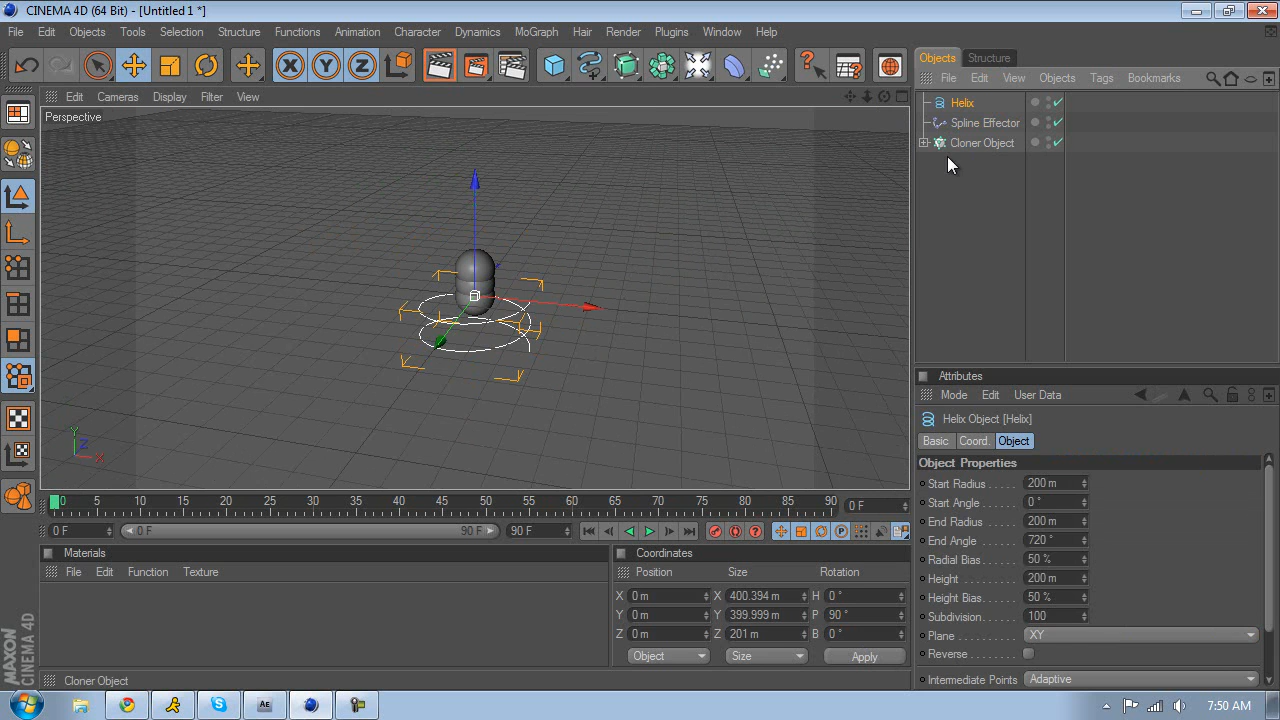 CINEMA 4D (64 Bit) - [Untitled 1 *]
File Edit Objects Tools Selection Structure Functions Animation Character Dynamics MoGraph Hair Render Plugins Window Help
Objects Structure
File Edit View Objects Tags Bookmarks
Edit Cameras Display Filter View
Perspective
Helix
Spline Effector
Cloner Object
Attributes
Mode Edit User Data
Helix Object [Helix]
Basic Coord. Object
Object Properties
Start Radius . . . . . 200 m
Start Angle . . . . . 0 °
End Radius . . . . . 200 m
End Angle . . . . . 720 °
Radial Bias . . . . . 50 %
Height . . . . . . . . 200 m
Height Bias . . . . . 50 %
Subdivision . . . . . 100
Plane . . . . . . . . XY
Reverse . . . . . . .
Intermediate Points Adaptive
Y
Z
X
0 5 10 15 20 25 30 35 40 45 50 55 60 65 70 75 80 85 90 0 F
0 F 0 F 90 F 90 F
Materials
File Edit Function Texture
Coordinates
Position Size Rotation
X 0 m X 400.394 m H 0 °
Y 0 m Y 399.999 m P 90 °
Z 0 m Z 201 m B 0 °
Object Size Apply
MAXON
CINEMA 4D
Cloner Object
Ae
7:50 AM